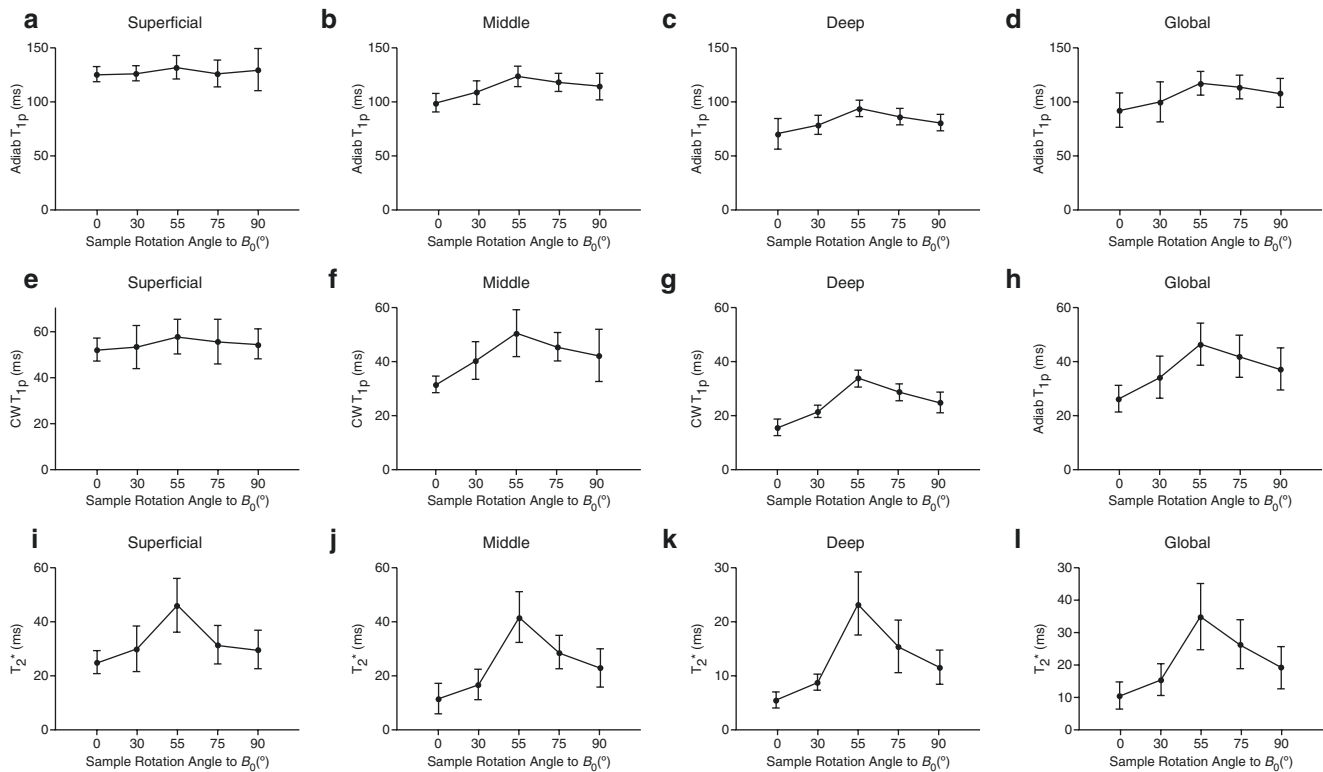 a
Superficial
Adiab T1p (ms)
150
100
50
0
0 30 55 75 90
Sample Rotation Angle to B0(º)
b
Middle
Adiab T1p (ms)
150
100
50
0
0 30 55 75 90
Sample Rotation Angle to B0(º)
c
Deep
Adiab T1p (ms)
150
100
50
0
0 30 55 75 90
Sample Rotation Angle to B0(º)
d
Global
Adiab T1p (ms)
150
100
50
0
0 30 55 75 90
Sample Rotation Angle to B0(º)
e
Superficial
CW T1p (ms)
60
40
20
0
0 30 55 75 90
Sample Rotation Angle to B0(º)
f
Middle
CW T1p (ms)
60
40
20
0
0 30 55 75 90
Sample Rotation Angle to B0(º)
g
Deep
CW T1p (ms)
60
40
20
0
0 30 55 75 90
Sample Rotation Angle to B0(º)
h
Global
Adiab T1p (ms)
60
40
20
0
0 30 55 75 90
Sample Rotation Angle to B0(º)
i
Superficial
T2* (ms)
60
40
20
0
0 30 55 75 90
Sample Rotation Angle to B0(º)
j
Middle
T2* (ms)
60
40
20
0
0 30 55 75 90
Sample Rotation Angle to B0(º)
k
Deep
T2* (ms)
30
20
10
0
0 30 55 75 90
Sample Rotation Angle to B0(º)
l
Global
T2* (ms)
30
40
30
20
10
0
0 30 55 75 90
Sample Rotation Angle to B0(º)